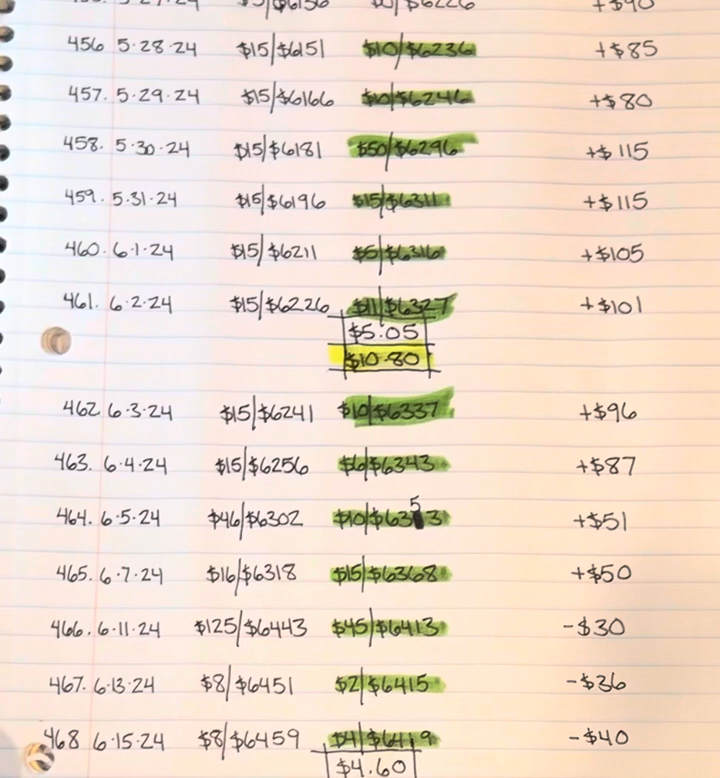 456 5·28·24 $15/$6151 $10/$6236 +$85
457. 5·29·24 $15/$6166 $10/$6246 +$80
458. 5·30·24 $15/$6181 $50/$6296 +$115
459. 5·31·24 $15/$6196 $15/$6311 +$115
460. 6·1·24 $15/$6211 $5/$6316 +$105
461. 6·2·24 $15/$6226 $11/$6327 +$101
$5.05
$10.80
462 6·3·24 $15/$6241 $10/$6337 +$96
463. 6·4·24 $15/$6256 $6/$6343 +$87
464. 6·5·24 $46/$6302 $10/$6353 +$51
465. 6·7·24 $16/$6318 $15/$6368 +$50
466. 6·11·24 $125/$6443 $45/$6413 -$30
467. 6·13·24 $8/$6451 $2/$6415 -$36
468 6·15·24 $8/$6459 $4/$6419 -$40
$4.60